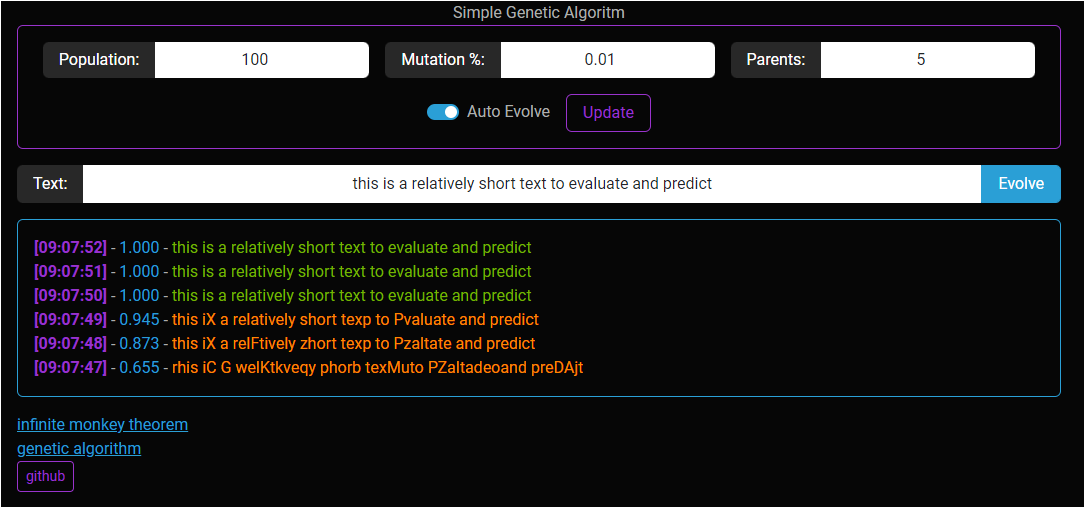 Simple Genetic Algoritm
Population: 100 Mutation %: 0.01 Parents: 5
Auto Evolve Update
Text: this is a relatively short text to evaluate and predict Evolve
[09:07:52] - 1.000 - this is a relatively short text to evaluate and predict
[09:07:51] - 1.000 - this is a relatively short text to evaluate and predict
[09:07:50] - 1.000 - this is a relatively short text to evaluate and predict
[09:07:49] - 0.945 - this iX a relatively short texp to Pvaluate and predict
[09:07:48] - 0.873 - this iX a relFtively zhort texp to Pzaltate and predict
[09:07:47] - 0.655 - rhis iC G welKtkveqy phorb texMuto PZaltadeoand preDAjt
infinite monkey theorem
genetic algorithm
github